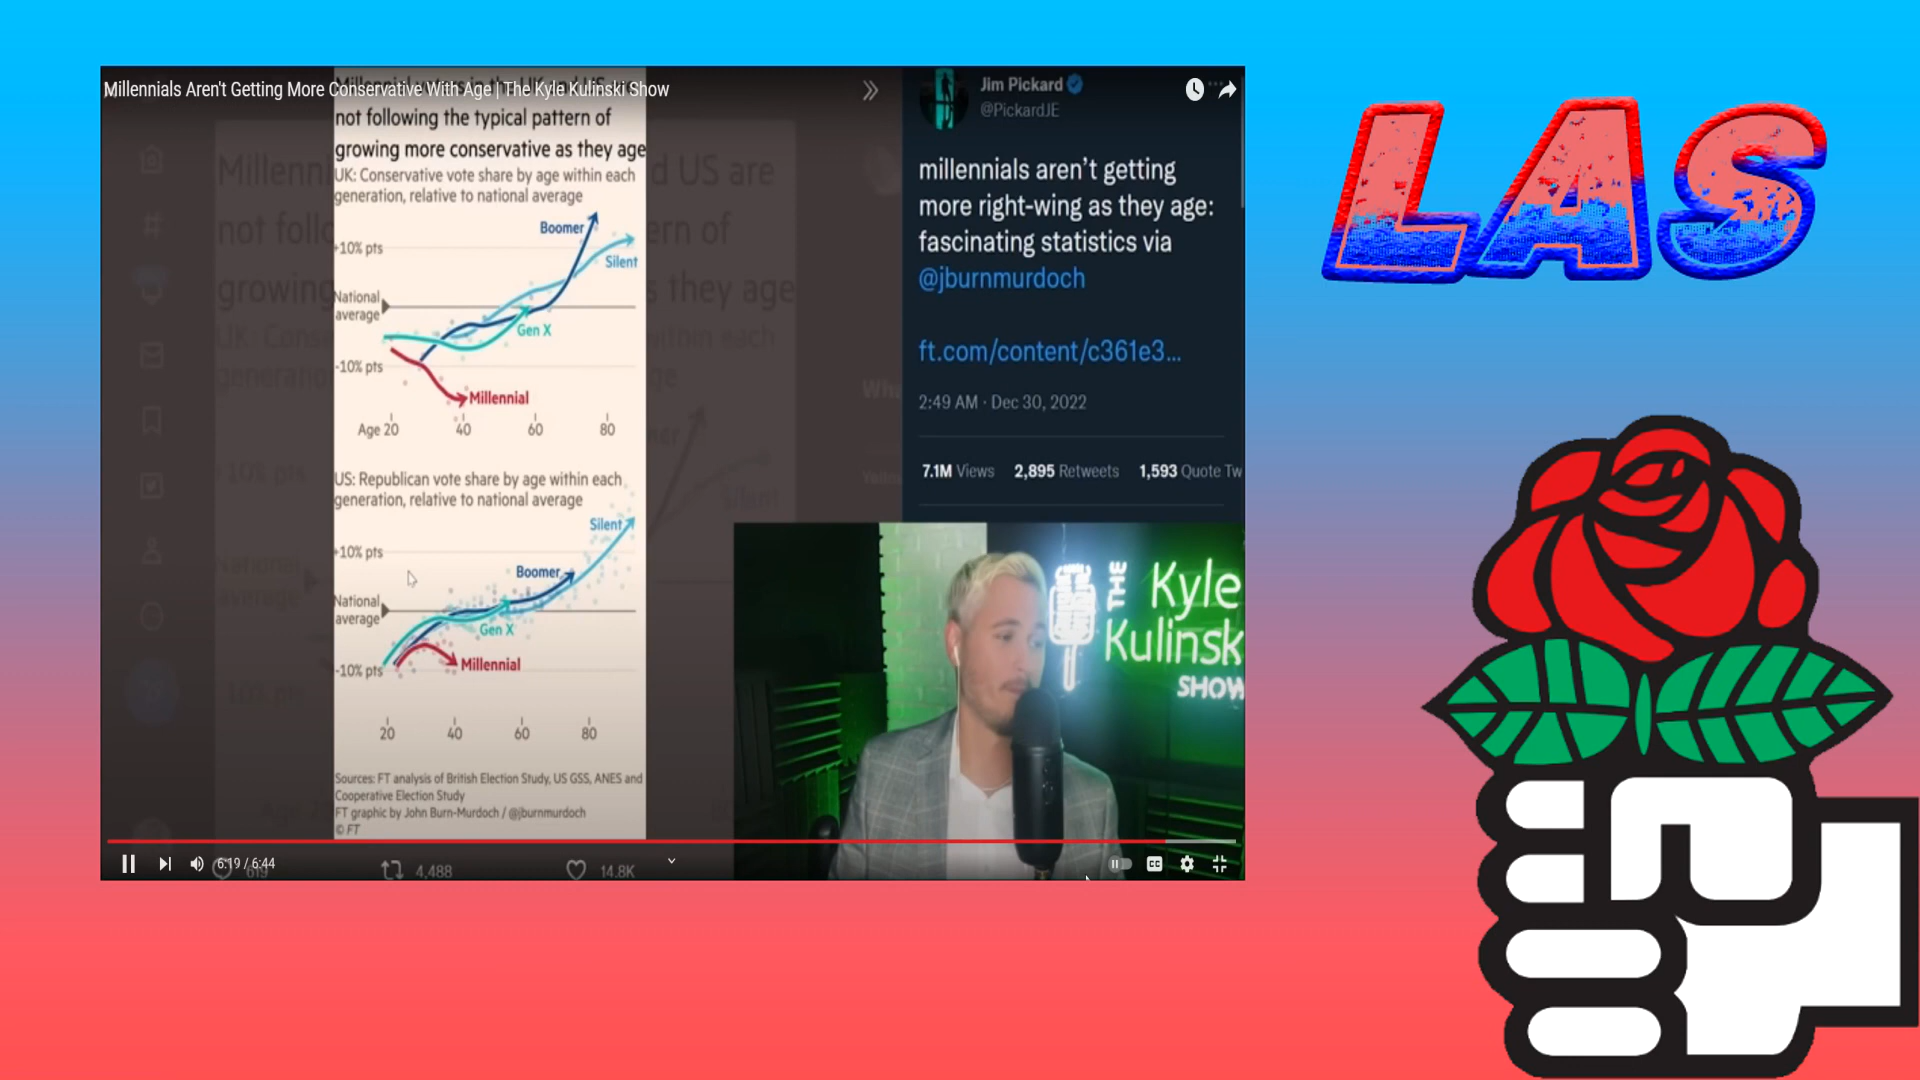 Millennials Aren't Getting More Conservative With Age | The Kyle Kulinski Show
not following the typical pattern of
growing more conservative as they age
UK: Conservative vote share by age within each
generation, relative to national average
Boomer
+10% pts
Silent
National
average
Gen X
-10% pts
Millennial
Age 20 40 60 80
US: Republican vote share by age within each
generation, relative to national average
Silent
+10% pts
Boomer
National
average
Gen X
-10% pts
Millennial
20 40 60 80
Sources: FT analysis of British Election Study, US GSS, ANES and
Cooperative Election Study
FT graphic by John Burn-Murdoch / @jburnmurdoch
© FT
6:19 / 6:44
619
4,488
14.8K
Jim Pickard
@PickardJE
millennials aren't getting
more right-wing as they age:
fascinating statistics via
@jburnmurdoch
ft.com/content/c361e3...
2:49 AM · Dec 30, 2022
7.1M Views 2,895 Retweets 1,593 Quote Tw
THE
Kyle
Kulinsk
SHOW
CC
LAS